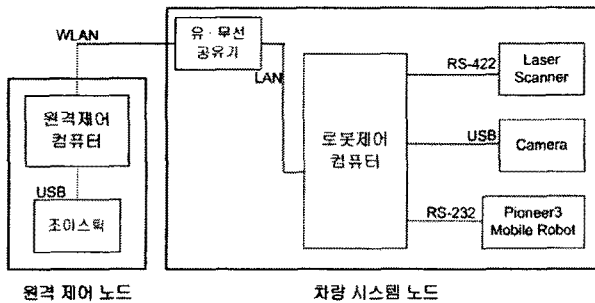 WLAN
유·무선
공유기
LAN
원격제어
컴퓨터
USB
조이스틱
원격 제어 노드
로봇제어
컴퓨터
RS-422
Laser
Scanner
USB
Camera
RS-232
Pioneer3
Mobile Robot
차량 시스템 노드